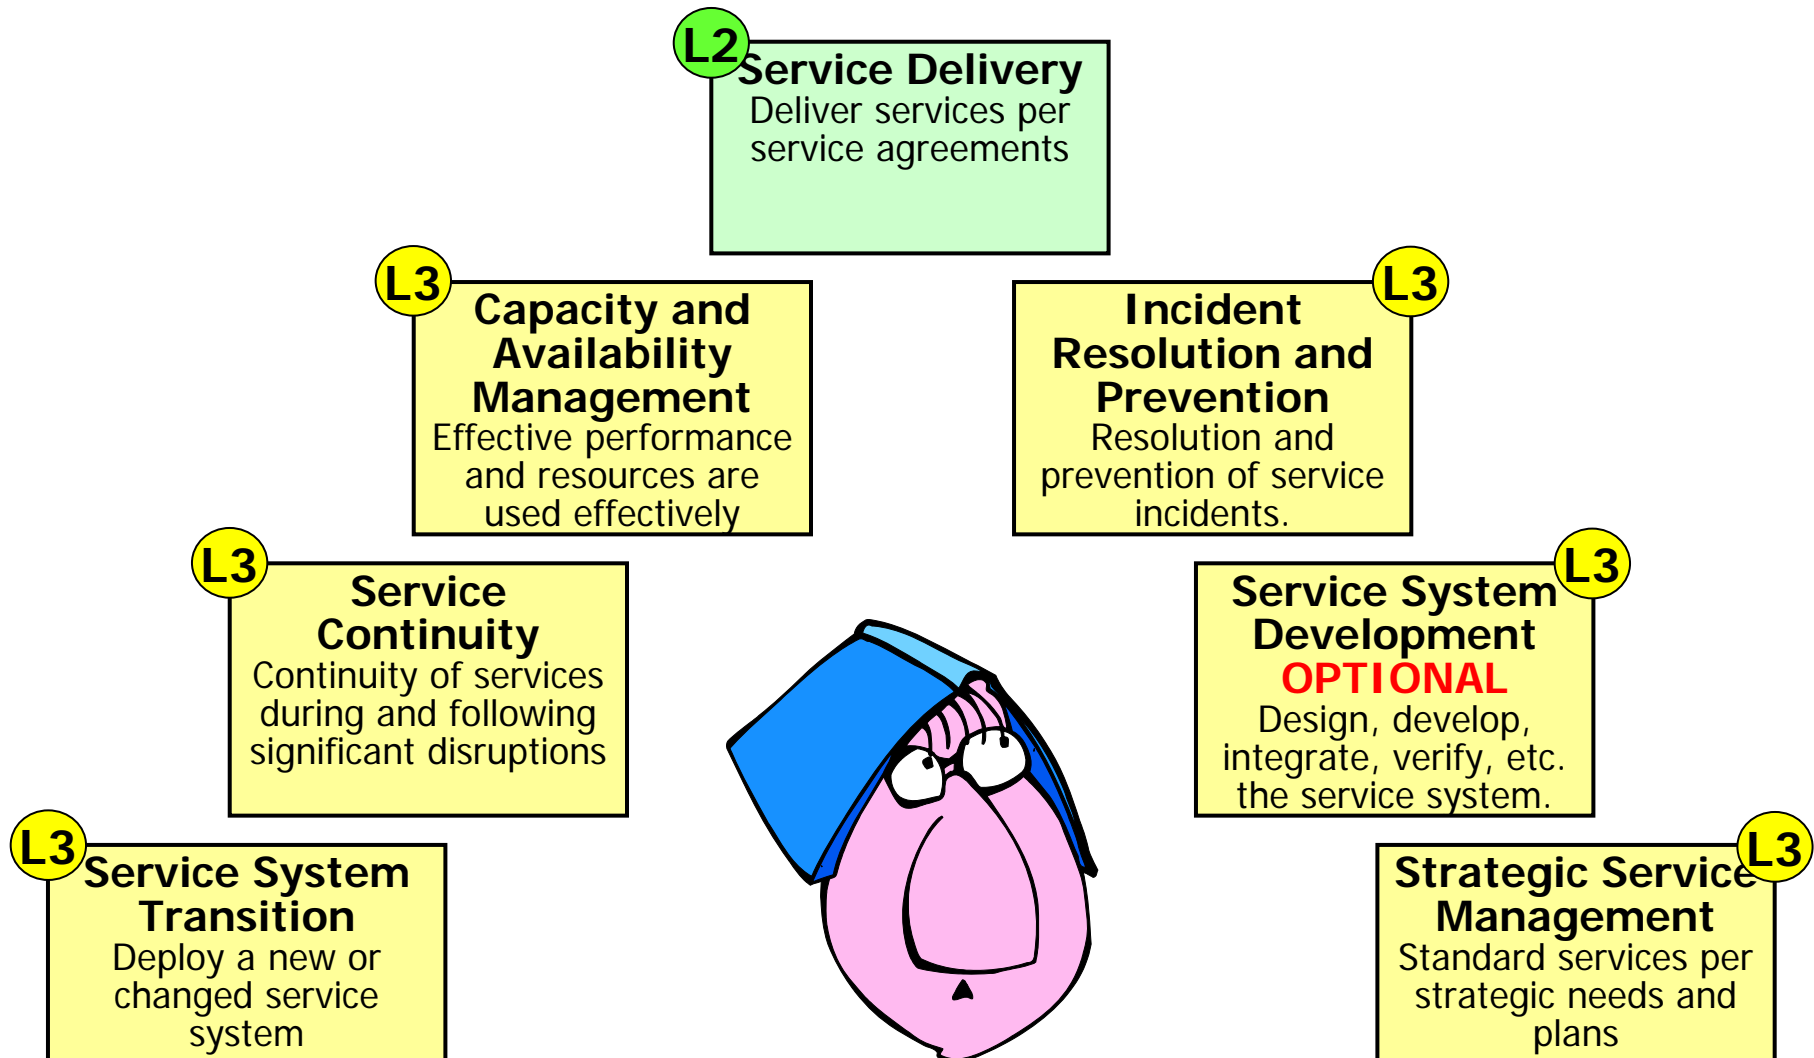 L2
Service Delivery
Deliver services per
service agreements
L3
Capacity and
Availability
Management
Effective performance
and resources are
used effectively
L3
Incident
Resolution and
Prevention
Resolution and
prevention of service
incidents.
L3
Service
Continuity
Continuity of services
during and following
significant disruptions
L3
Service System
Development
OPTIONAL
Design, develop,
integrate, verify, etc.
the service system.
L3
Service System
Transition
Deploy a new or
changed service
system
L3
Strategic Service
Management
Standard services per
strategic needs and
plans